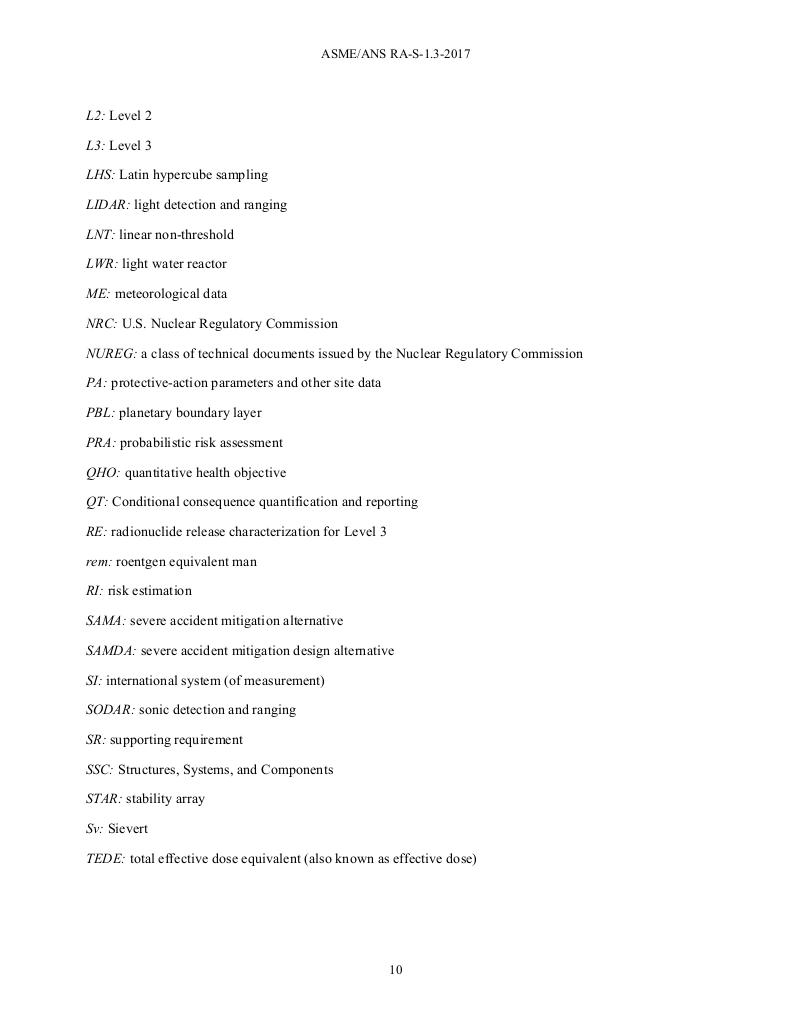 ASME/ANS RA-S-1.3-2017
L2: Level 2
L3: Level 3
LHS: Latin hypercube sampling
LIDAR: light detection and ranging
LNT: linear non-threshold
LWR: light water reactor
ME: meteorological data
NRC: U.S. Nuclear Regulatory Commission
NUREG: a class of technical documents issued by the Nuclear Regulatory Commission
PA: protective-action parameters and other site data
PBL: planetary boundary layer
PRA: probabilistic risk assessment
QHO: quantitative health objective
QT: Conditional consequence quantification and reporting
RE: radionuclide release characterization for Level 3
rem: roentgen equivalent man
RI: risk estimation
SAMA: severe accident mitigation alternative
SAMDA: severe accident mitigation design alternative
SI: international system (of measurement)
SODAR: sonic detection and ranging
SR: supporting requirement
SSC: Structures, Systems, and Components
STAR: stability array
Sv: Sievert
TEDE: total effective dose equivalent (also known as effective dose)
10